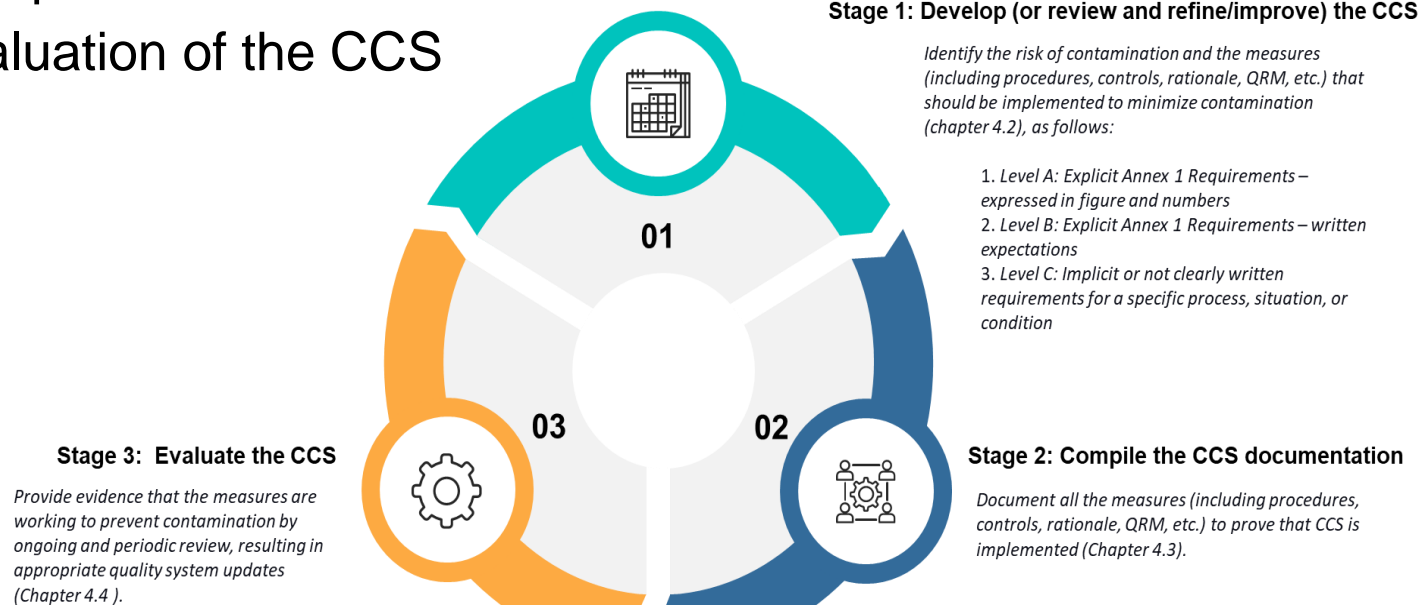 aluation of the CCS
Stage 1: Develop (or review and refine/improve) the CCS
Identify the risk of contamination and the measures
(including procedures, controls, rationale, QRM, etc.) that
should be implemented to minimize contamination
(chapter 4.2), as follows:
1. Level A: Explicit Annex 1 Requirements –
expressed in figure and numbers
2. Level B: Explicit Annex 1 Requirements – written
expectations
3. Level C: Implicit or not clearly written
requirements for a specific process, situation, or
condition
01
03
02
Stage 3:  Evaluate the CCS
Provide evidence that the measures are
working to prevent contamination by
ongoing and periodic review, resulting in
appropriate quality system updates
(Chapter 4.4 ).
Stage 2: Compile the CCS documentation
Document all the measures (including procedures,
controls, rationale, QRM, etc.) to prove that CCS is
implemented (Chapter 4.3).